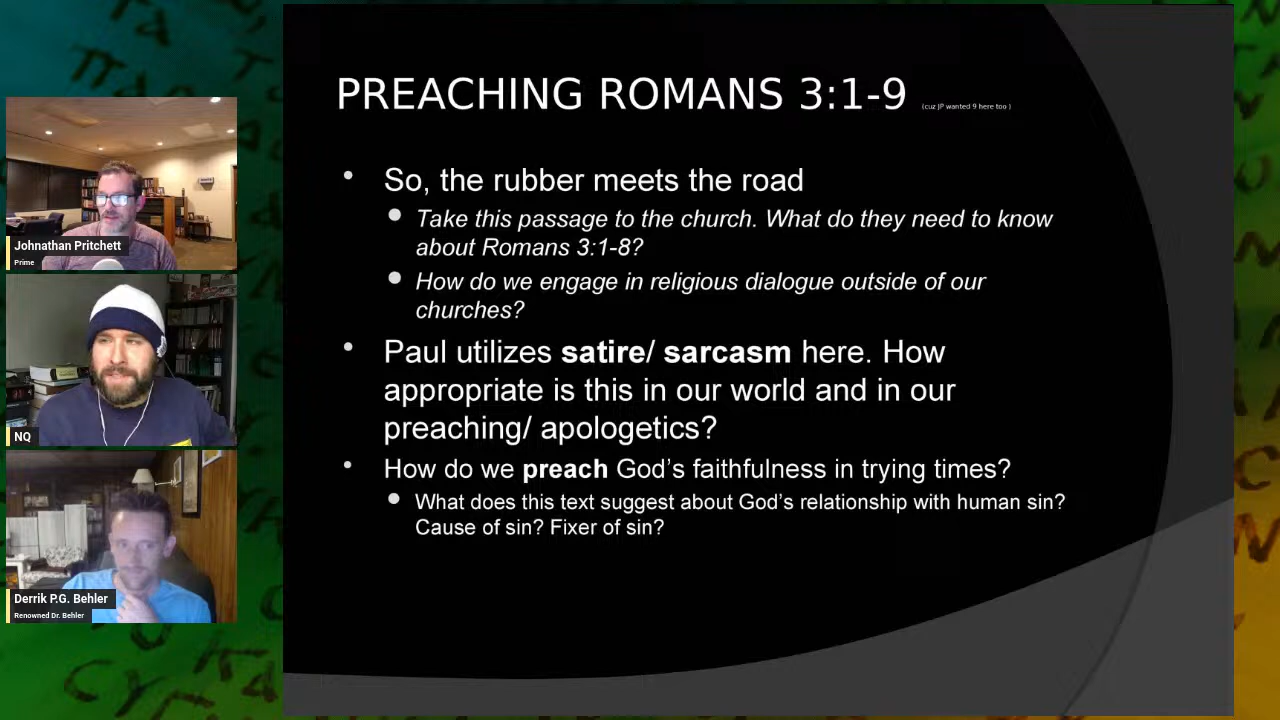 PREACHING ROMANS 3:1-9 (cuz JP wanted 9 here too )
So, the rubber meets the road
Take this passage to the church. What do they need to know
about Romans 3:1-8?
How do we engage in religious dialogue outside of our
churches?
Paul utilizes satire/ sarcasm here. How
appropriate is this in our world and in our
preaching/ apologetics?
How do we preach God’s faithfulness in trying times?
What does this text suggest about God’s relationship with human sin?
Cause of sin? Fixer of sin?
Johnathan Pritchett
Prime
NQ
Derrik P.G. Behler
Renowned Dr. Behler